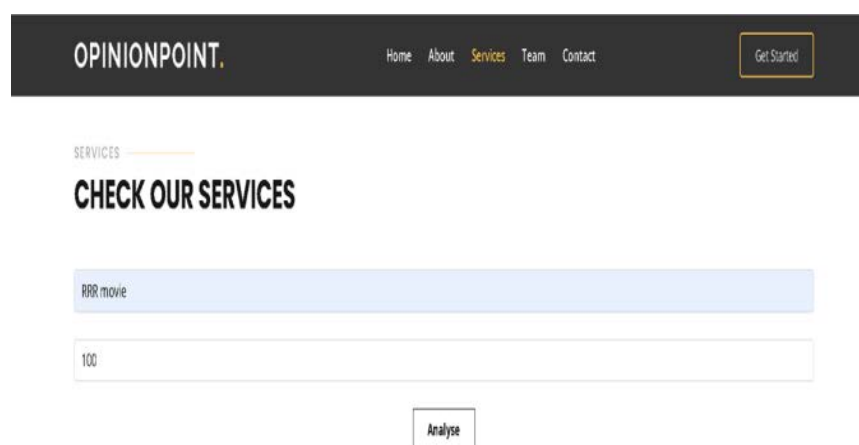 OPINIONPOINT. Home About Services Team Contact Get Started
SERVICES
CHECK OUR SERVICES
RRR movie
100
Analyse